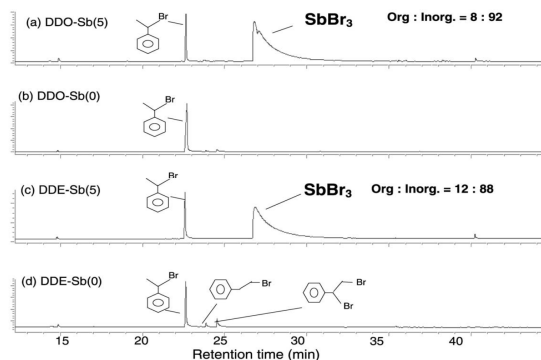 (a) DDO-Sb(5)
Br
SbBr3
Org : Inorg. = 8 : 92
(b) DDO-Sb(0)
Br
(c) DDE-Sb(5)
Br
SbBr3
Org : Inorg. = 12 : 88
(d) DDE-Sb(0)
Br
Br
Br
Br
15 20 25 30 35 40
Retention time (min)